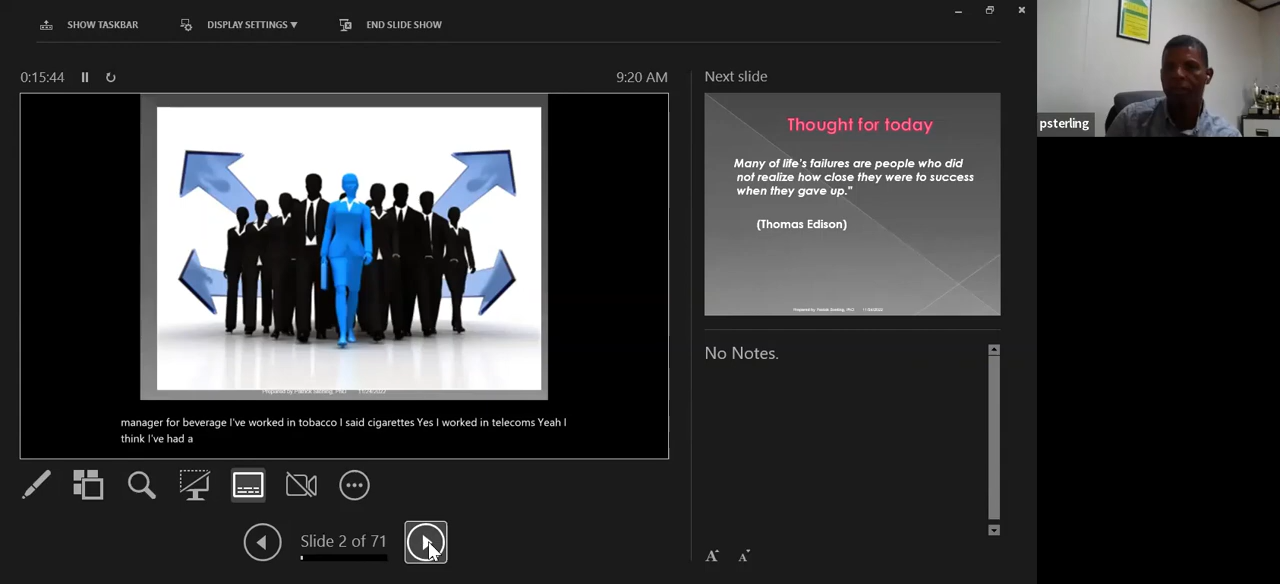 SHOW TASKBAR
DISPLAY SETTINGS ▼
END SLIDE SHOW
0:15:44
9:20 AM
Next slide
Thought for today
Many of life's failures are people who did
not realize how close they were to success
when they gave up."
(Thomas Edison)
psterling
manager for beverage I've worked in tobacco I said cigarettes Yes I worked in telecoms Yeah I
think I've had a
No Notes.
Slide 2 of 71
A A